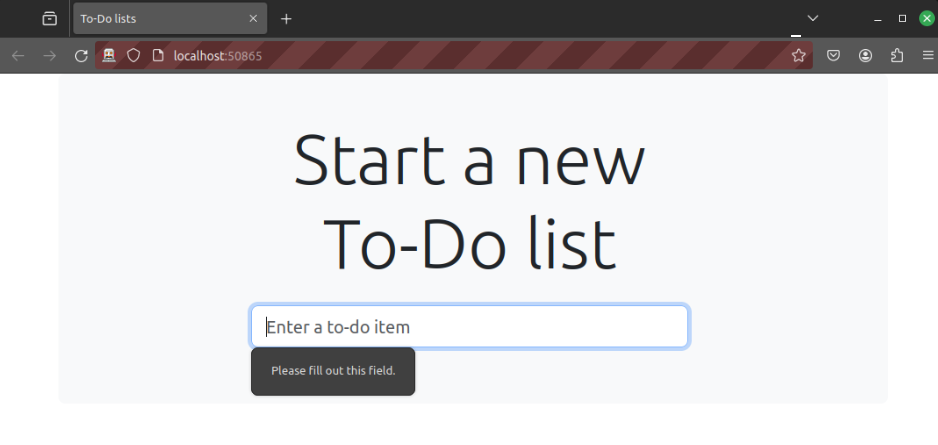 To-Do lists
localhost:50865
Start a new
To-Do list
Enter a to-do item
Please fill out this field.